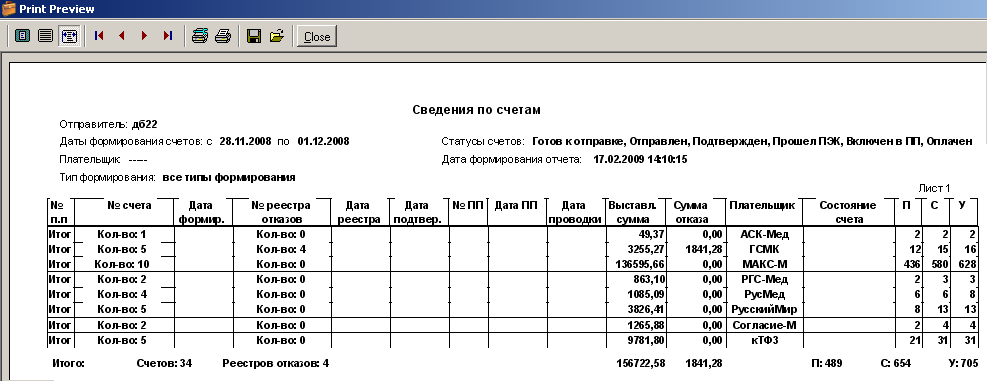 Print Preview
Close
Сведения по счетам
Отправитель: дб22
Даты формирования счетов: с 28.11.2008 по 01.12.2008 Статусы счетов: Готов к отправке, Отправлен, Подтвержден, Прошел ПЭК, Включен в ПП, Оплачен
Плательщик: ----- Дата формирования отчета: 17.02.2009 14:10:15
Тип формирования: все типы формирования
Лист 1
№ п.п № счета Дата формир. № реестра отказов Дата реестра Дата подтвер. № ПП Дата ПП Дата проводки Выставл. сумма Сумма отказа Плательщик Состояние счета П С У
Итог Кол-во: 1 Кол-во: 0 49,37 0,00 АСК-Мед 2 2 2
Итог Кол-во: 5 Кол-во: 4 3255,27 1841,28 ГСМК 12 15 16
Итог Кол-во: 10 Кол-во: 0 136595,66 0,00 МАКС-М 436 580 628
Итог Кол-во: 2 Кол-во: 0 863,10 0,00 РГС-Мед 2 3 3
Итог Кол-во: 4 Кол-во: 0 1085,09 0,00 РусМед 6 6 8
Итог Кол-во: 5 Кол-во: 0 3826,41 0,00 РусскийМир 8 13 13
Итог Кол-во: 2 Кол-во: 0 1265,88 0,00 Согласие-М 2 4 4
Итог Кол-во: 5 Кол-во: 0 9781,80 0,00 кТФЗ 21 31 31
Итого: Счетов: 34 Реестров отказов: 4 156722,58 1841,28 П: 489 С: 654 У: 705